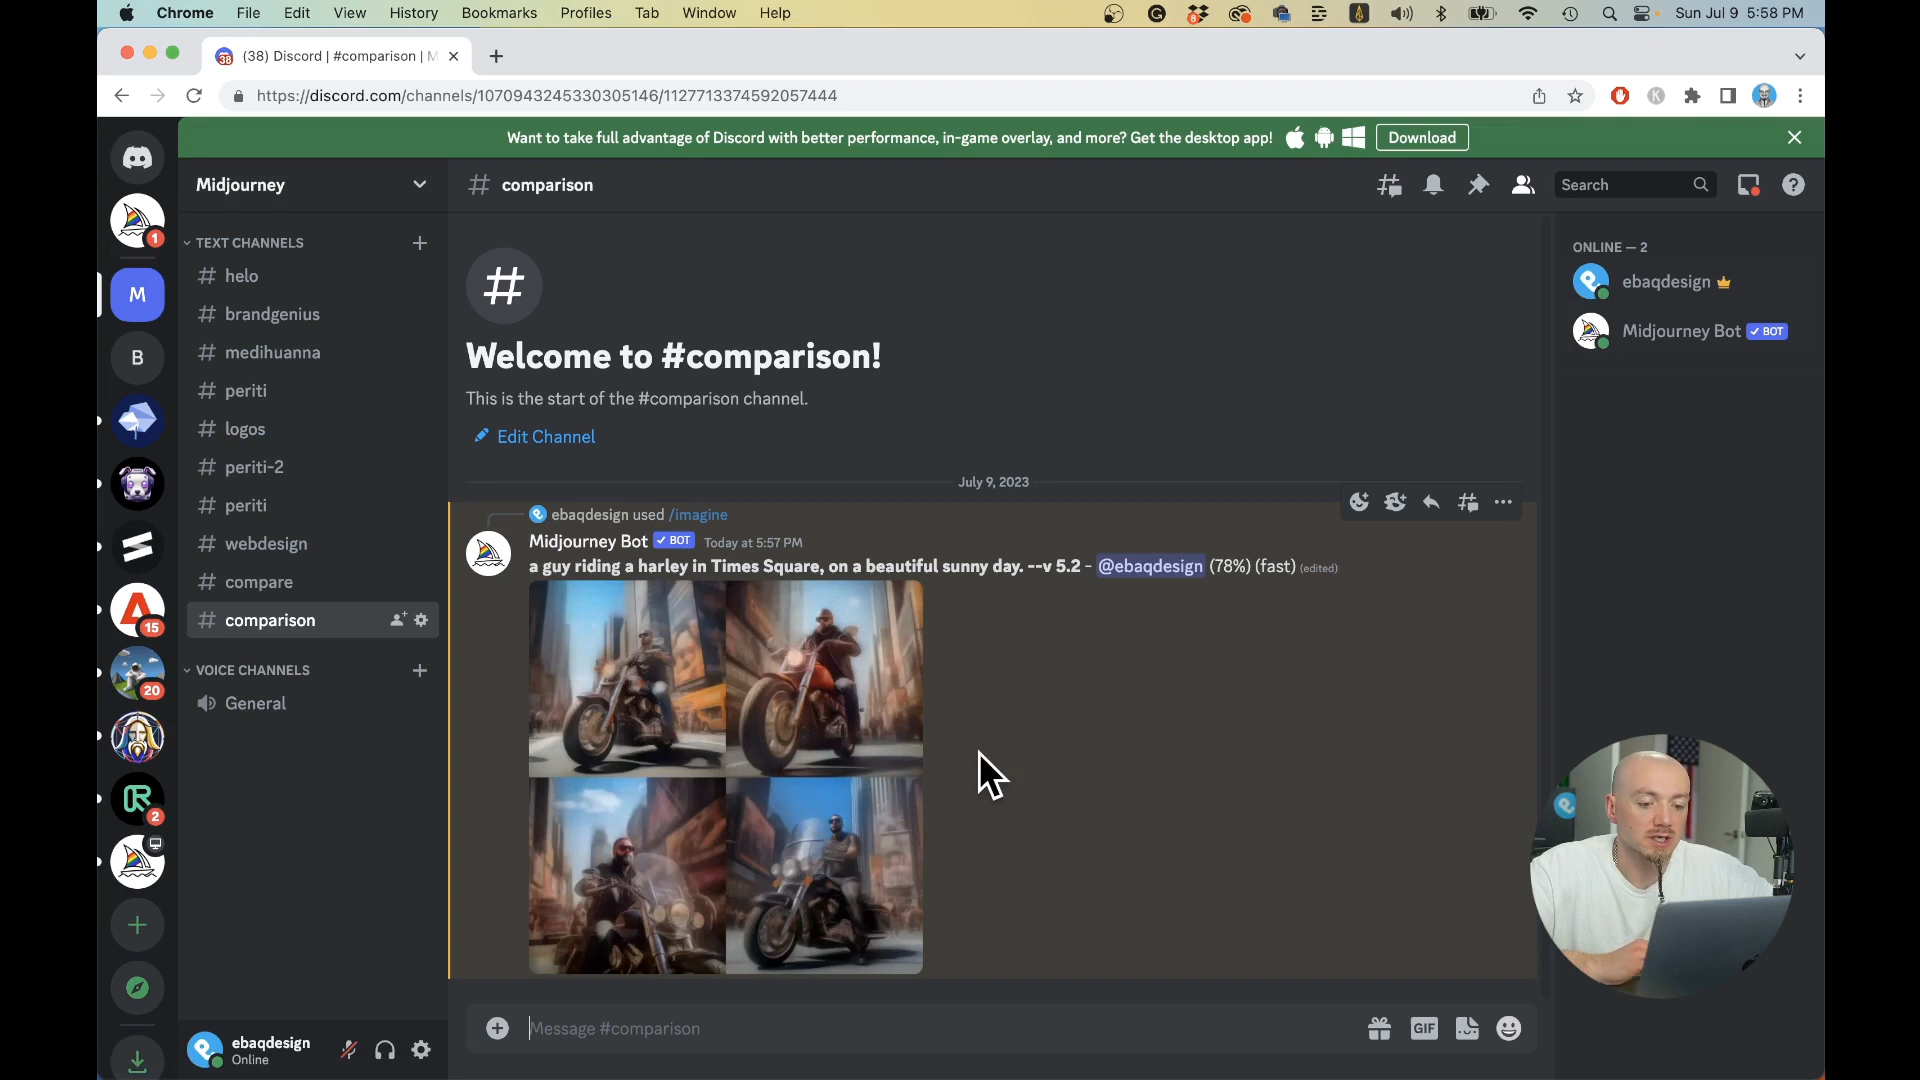 Chrome File Edit View History Bookmarks Profiles Tab Window Help
8
Sun Jul 9 5:58 PM
38
(38) Discord | #comparison | M
https://discord.com/channels/1070943245330305146/1127713374592057444
K
Want to take full advantage of Discord with better performance, in-game overlay, and more? Get the desktop app!
Download
Midjourney
comparison
Search
1
M
B
15
20
2
TEXT CHANNELS
helo
brandgenius
medihuanna
periti
logos
periti-2
periti
webdesign
compare
comparison
VOICE CHANNELS
General
ebaqdesign
Online
Welcome to #comparison!
This is the start of the #comparison channel.
Edit Channel
July 9, 2023
ebaqdesign used /imagine
Midjourney Bot BOT Today at 5:57 PM
a guy riding a harley in Times Square, on a beautiful sunny day. --v 5.2 - @ebaqdesign (78%) (fast) (edited)
Message #comparison
GIF
ONLINE — 2
ebaqdesign
Midjourney Bot BOT